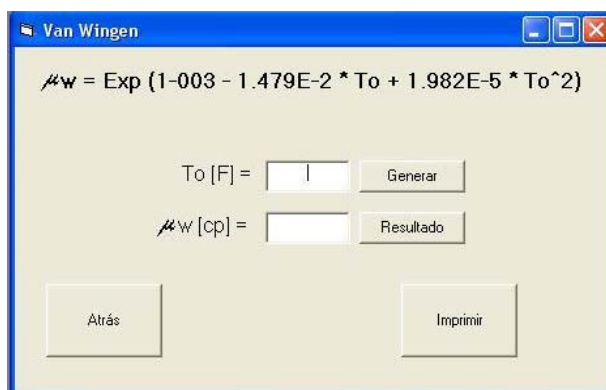 Van Wingen
μw = Exp (1-003 - 1.479E-2 * To + 1.982E-5 * To^2)
To [F] =
Generar
μw [cp] =
Resultado
Atrás
Imprimir